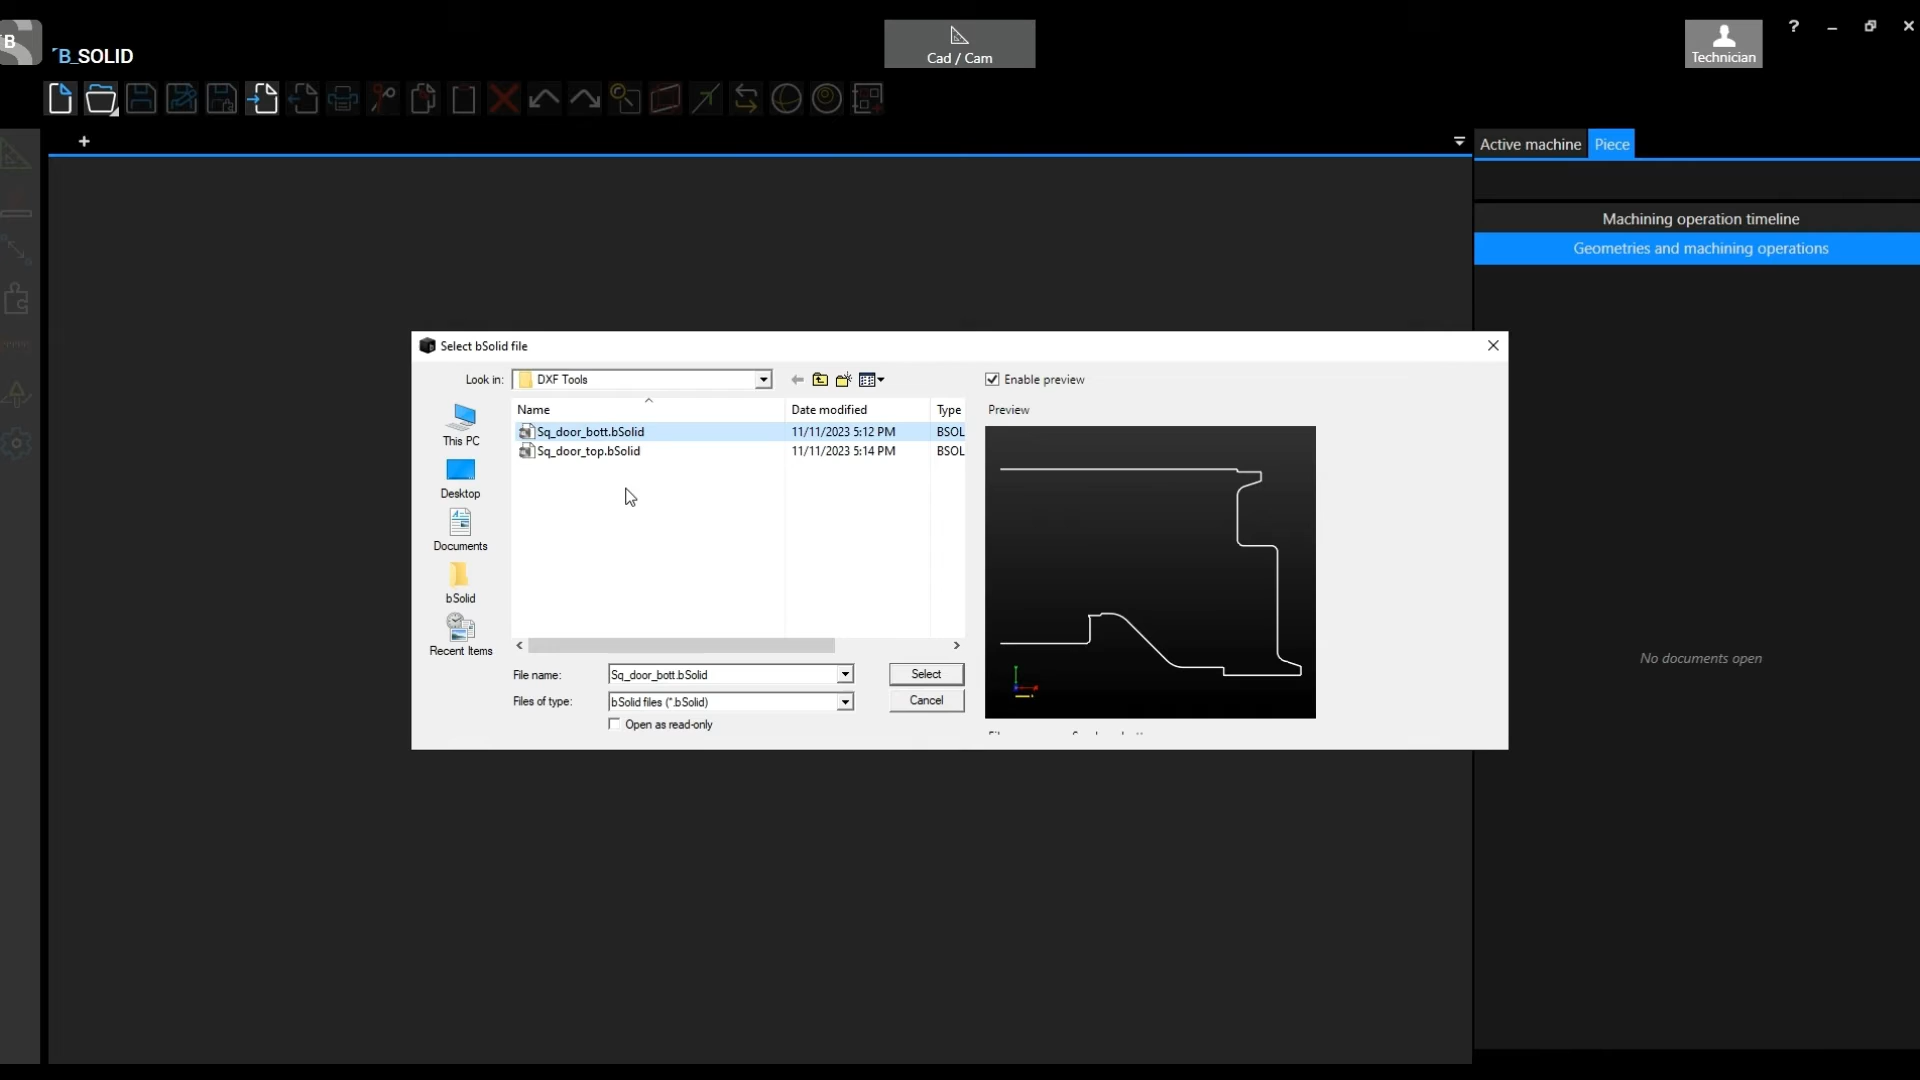 B
B_SOLID
Cad / Cam
Technician
?
+
Active machine
Piece
Machining operation timeline
Geometries and machining operations
Select bSolid file
Look in:
DXF Tools
Enable preview
Name
Date modified
Type
Preview
Sq_door_bott.bSolid
11/11/2023 5:12 PM
BSOL
Sq_door_top.bSolid
11/11/2023 5:14 PM
BSOL
This PC
Desktop
Documents
bSolid
Recent Items
No documents open
File name:
Sq_door_bott.bSolid
Select
Files of type:
bSolid files (*.bSolid)
Cancel
Open as read-only